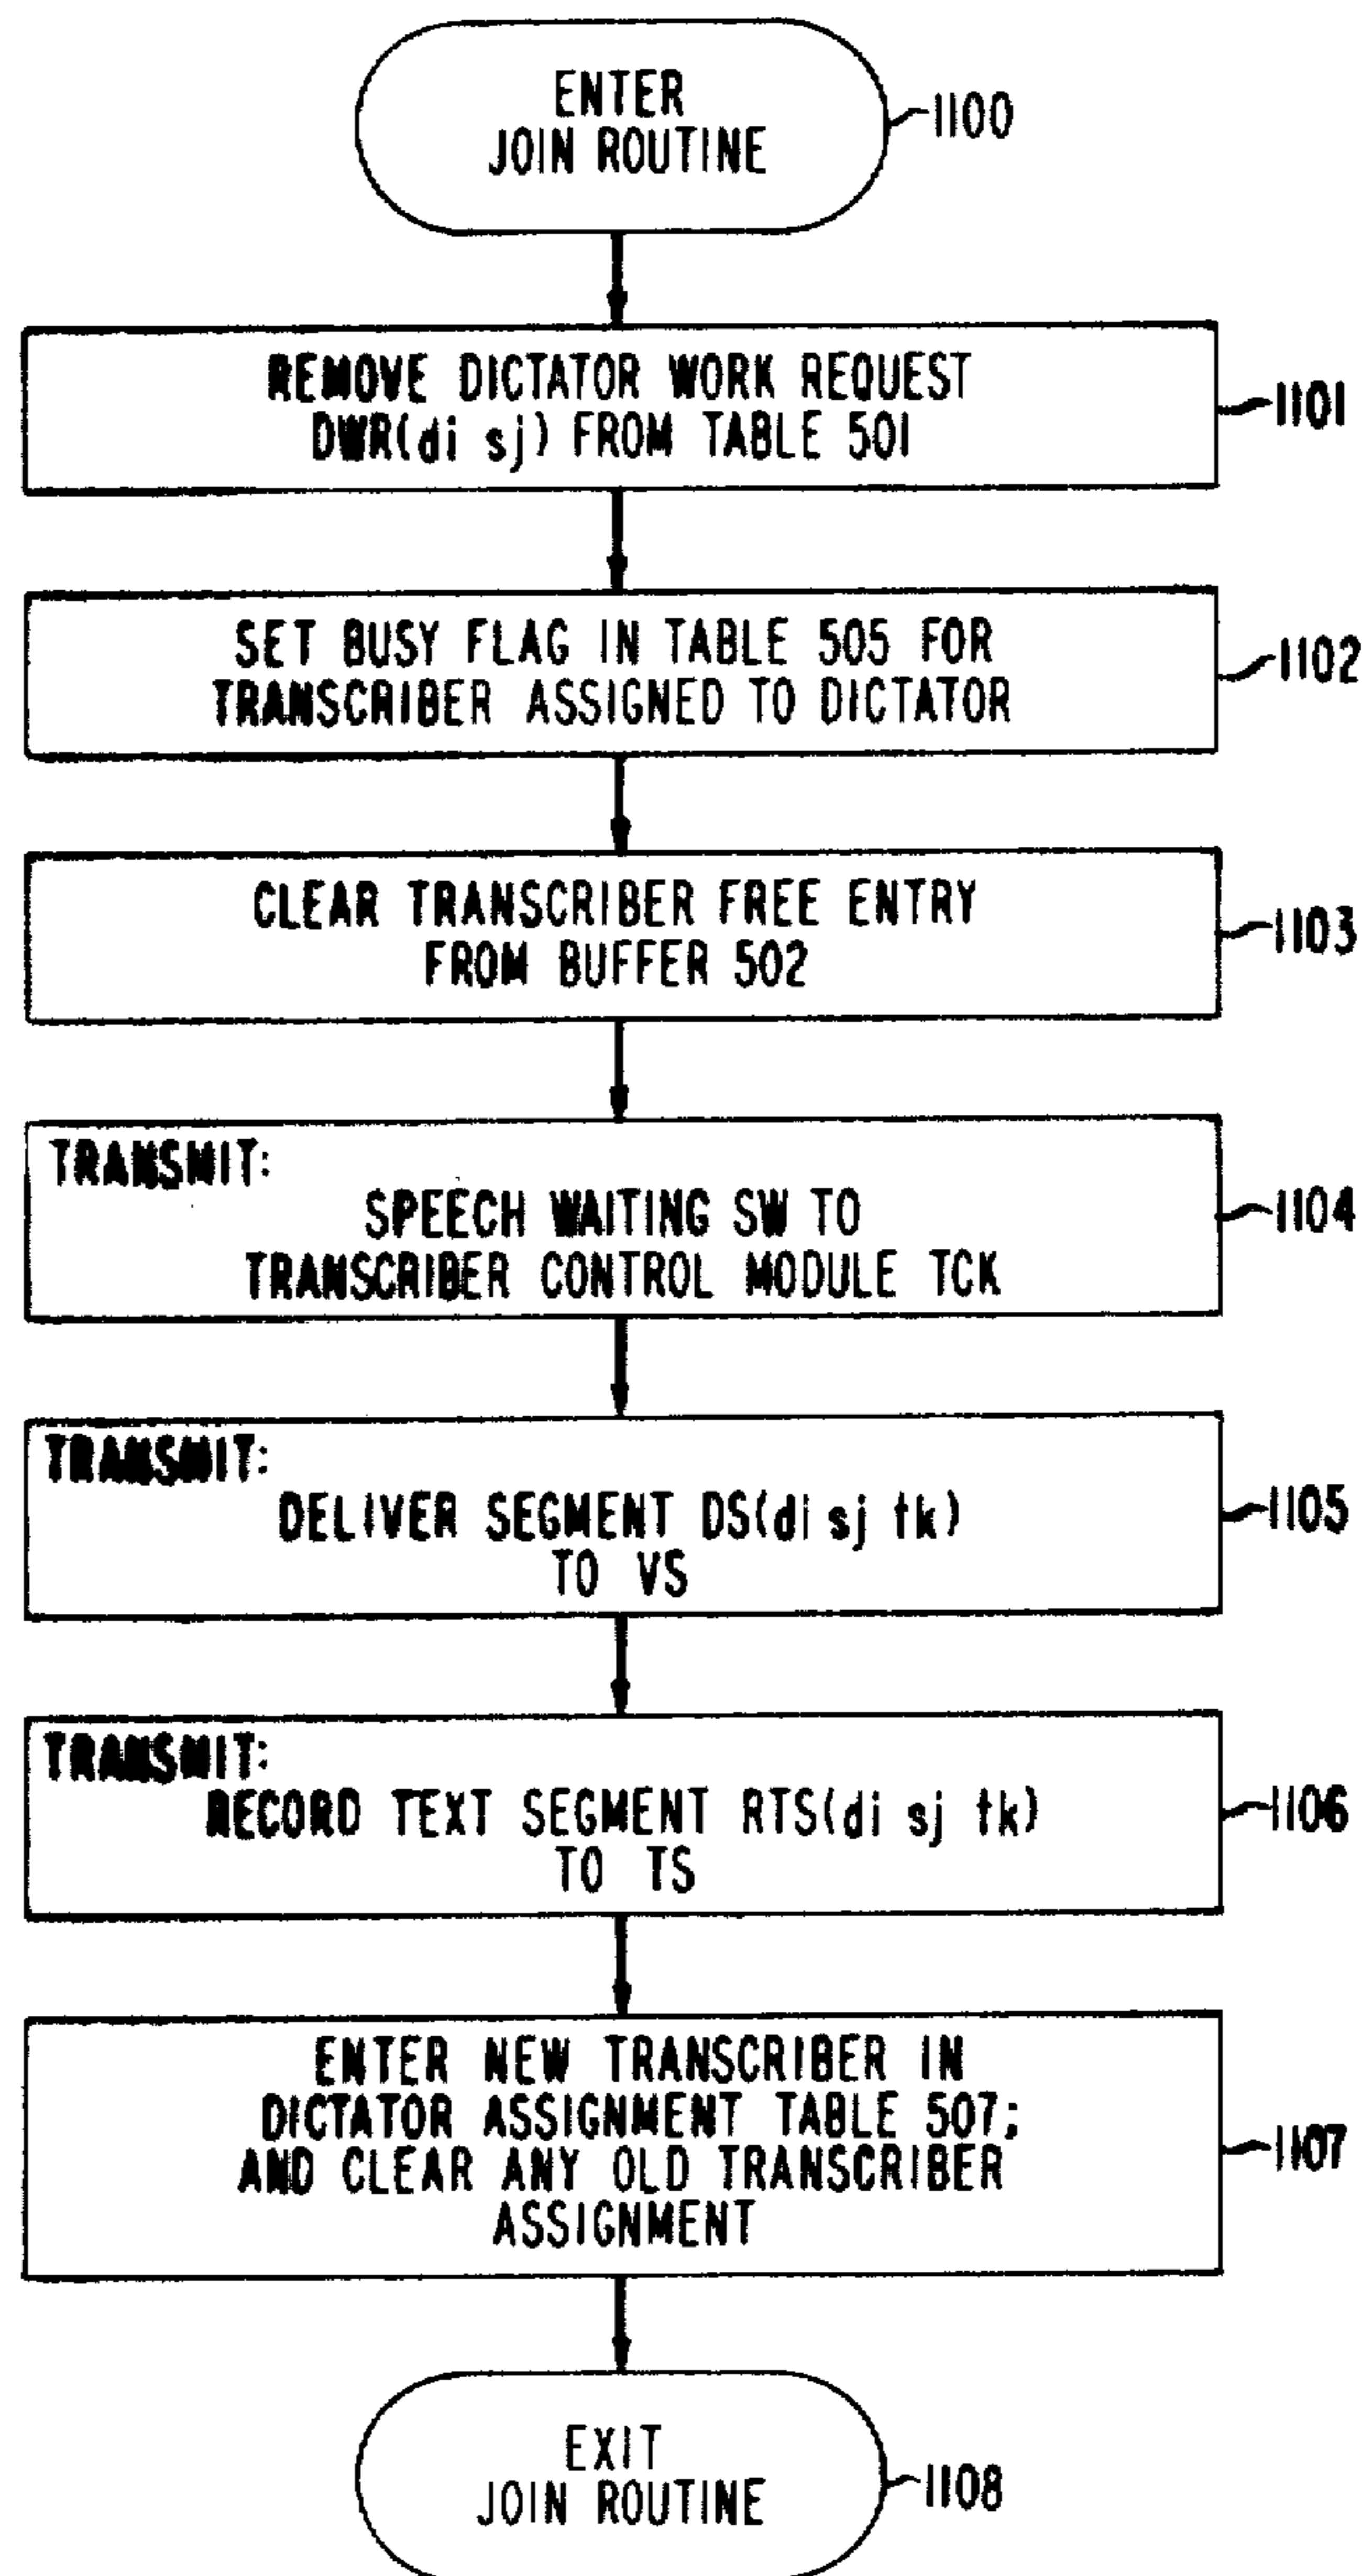 ENTER
JOIN ROUTINE
1100
REMOVE DICTATOR WORK REQUEST
DWR(di sj) FROM TABLE 501
1101
SET BUSY FLAG IN TABLE 505 FOR
TRANSCRIBER ASSIGNED TO DICTATOR
1102
CLEAR TRANSCRIBER FREE ENTRY
FROM BUFFER 502
1103
TRANSMIT:
SPEECH WAITING SW TO
TRANSCRIBER CONTROL MODULE TCK
1104
TRANSMIT:
DELIVER SEGMENT DS(di sj tk)
TO VS
1105
TRANSMIT:
RECORD TEXT SEGMENT RTS(di sj tk)
TO TS
1106
ENTER NEW TRANSCRIBER IN
DICTATOR ASSIGNMENT TABLE 507;
AND CLEAR ANY OLD TRANSCRIBER
ASSIGNMENT
1107
EXIT
JOIN ROUTINE
1108